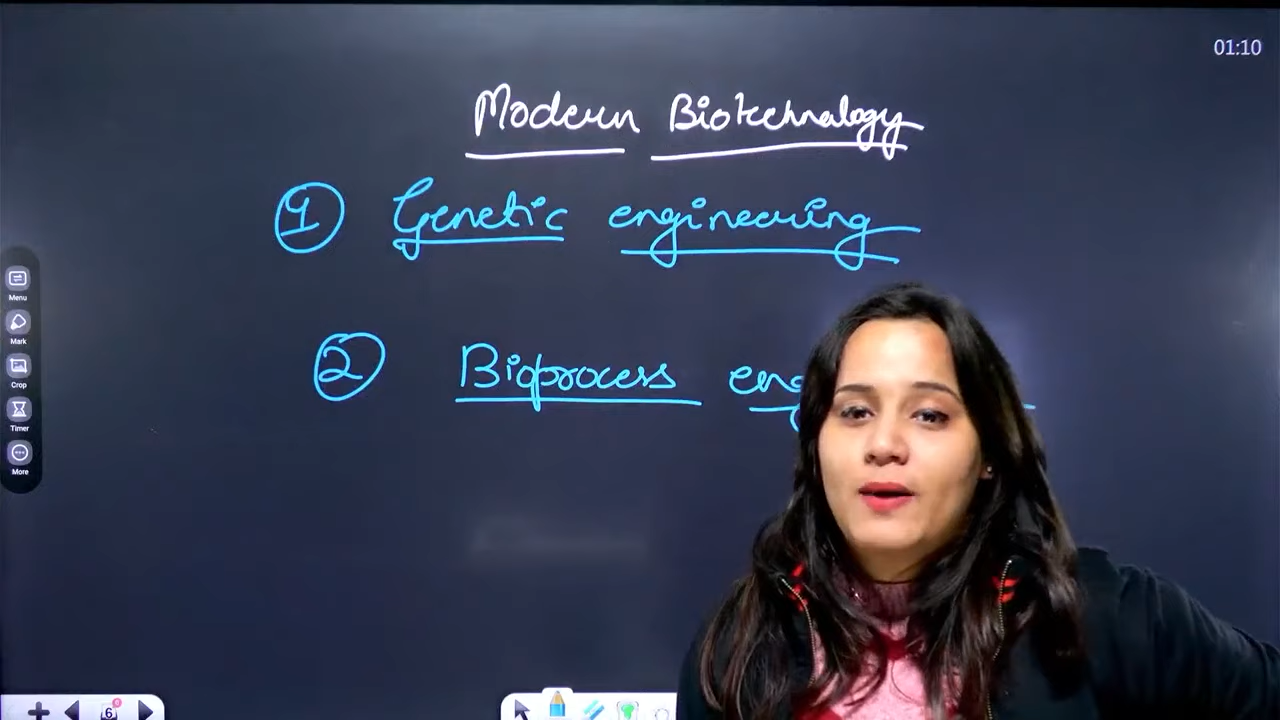 01:10
Modern Biotechnology
1 Genetic engineering
2 Bioprocess eng
Menu
Mark
Crop
Timer
More
6